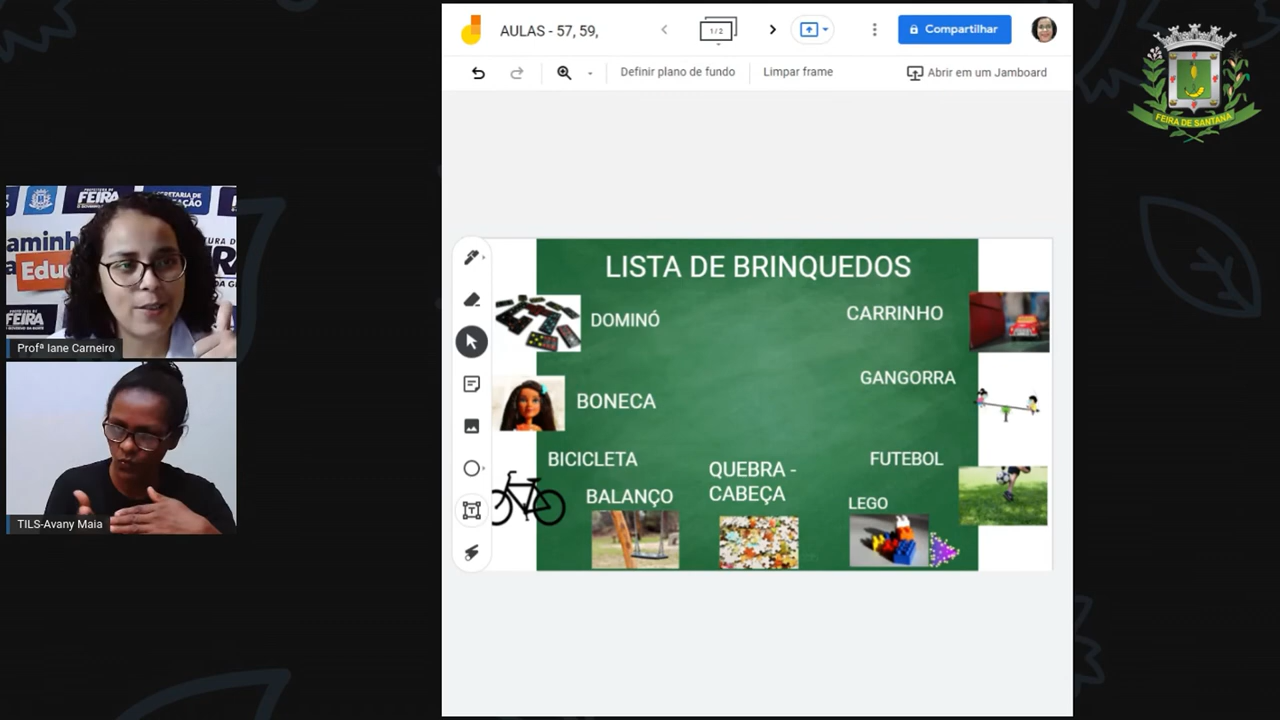 AULAS - 57, 59,
1 / 2
Compartilhar
Definir plano de fundo
Limpar frame
Abrir em um Jamboard
FEIRA DE SANTANA
FEIRA
Educ
Profª Iane Carneiro
TILS-Avany Maia
LISTA DE BRINQUEDOS
DOMINÓ
CARRINHO
BONECA
GANGORRA
BICICLETA
QUEBRA -
CABEÇA
FUTEBOL
BALANÇO
LEGO